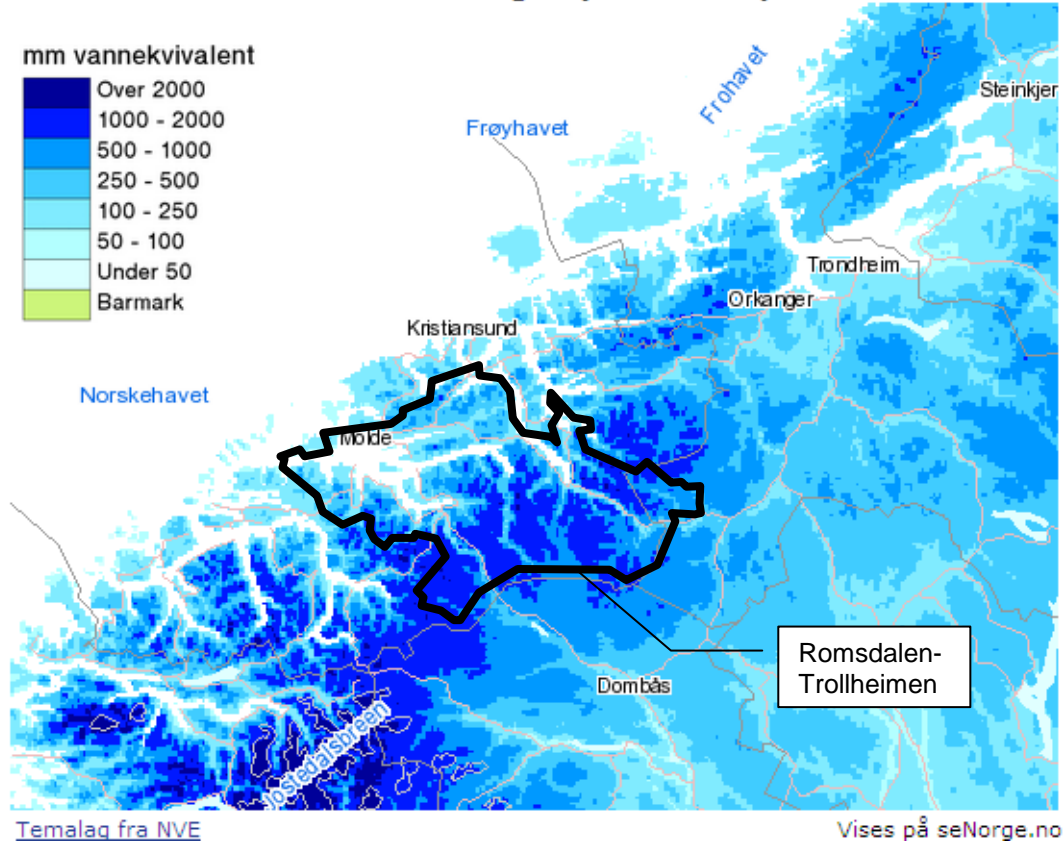 mm vannekvivalent
Over 2000
1000 - 2000
500 - 1000
250 - 500
100 - 250
50 - 100
Under 50
Barmark
Frohavet
Steinkjer
Frøyhavet
Trondheim
Orkanger
Kristiansund
Norskehavet
Molde
Romsdalen-
Trollheimen
Dombås
Jostedalsbreen
Temalag fra NVE
Vises på seNorge.no